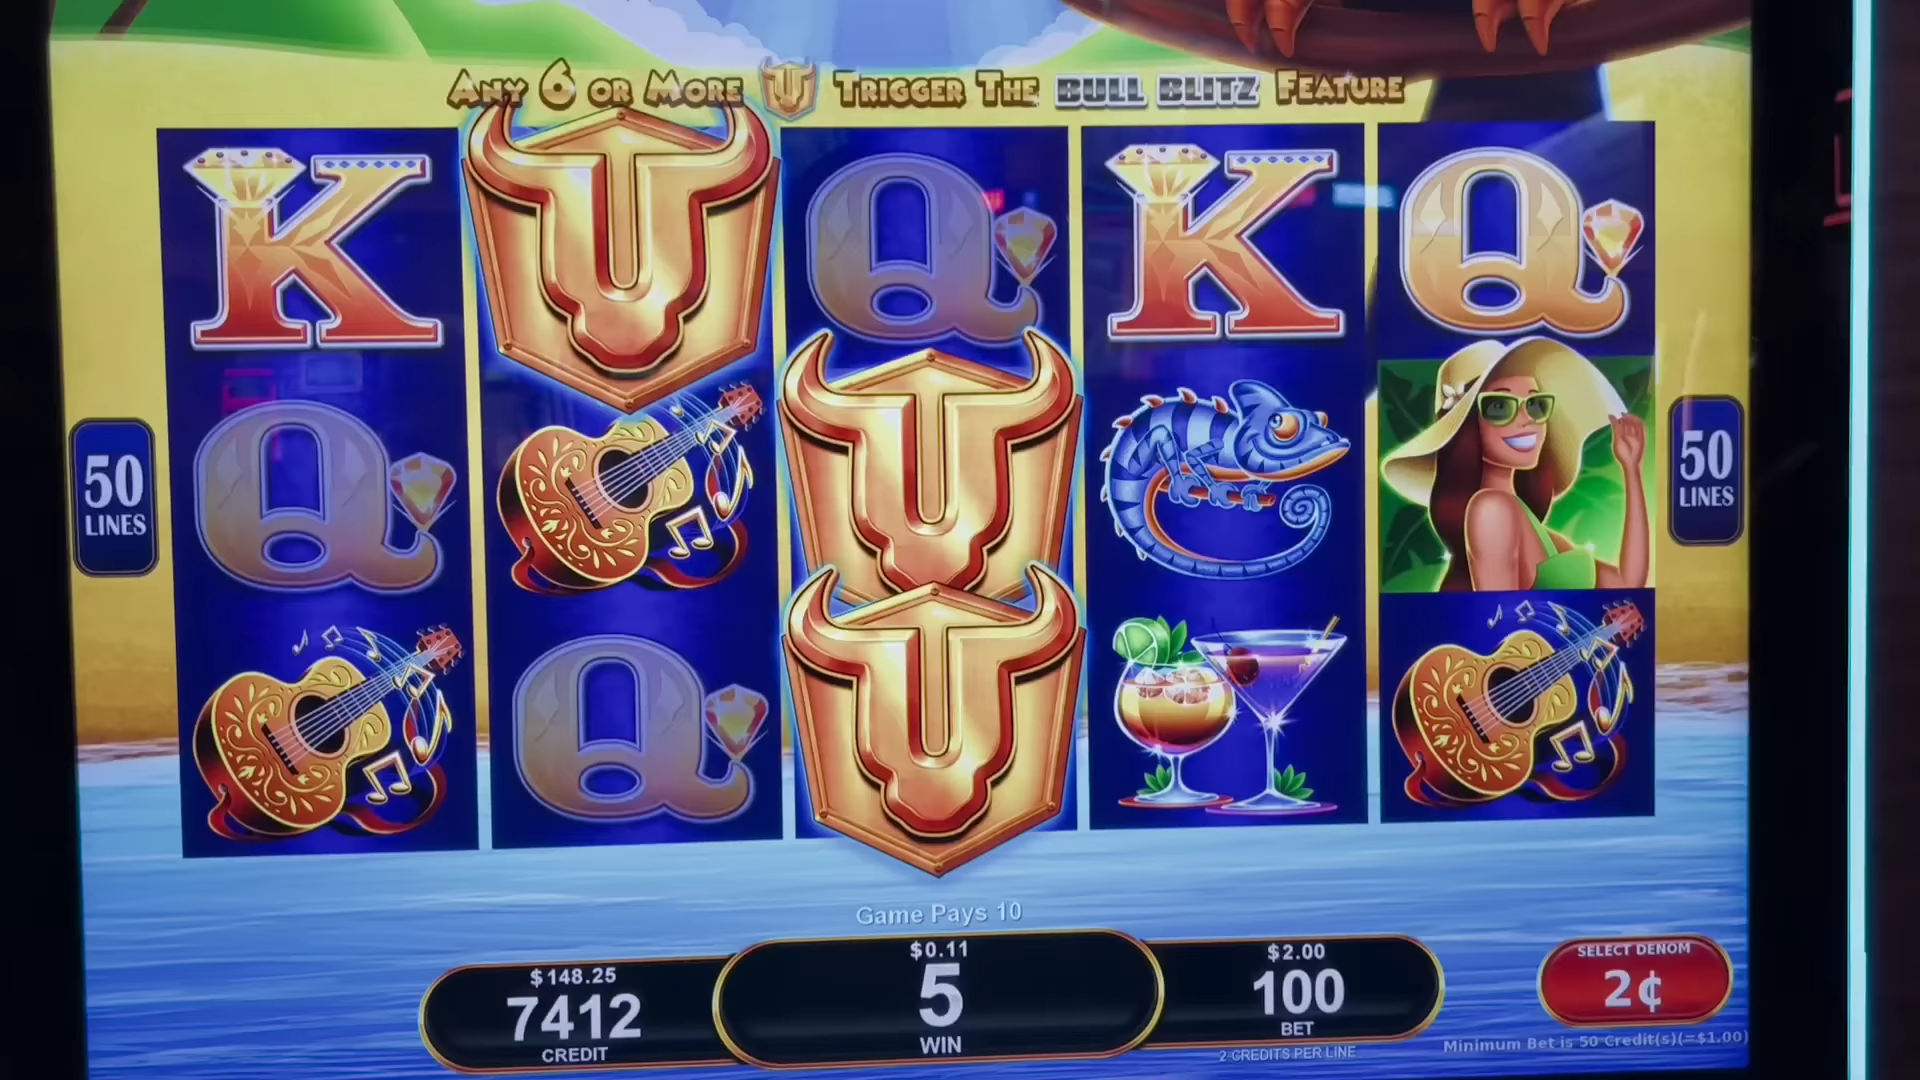 ANY 6 OR MORE TRIGGER THE BULL BLITZ FEATURE
K
Q
K
Q
50
LINES
50
LINES
Q
Q
Game Pays 10
$148.25
7412
CREDIT
$0.11
5
WIN
$2.00
100
BET
2 CREDITS PER LINE
SELECT DENOM
2¢
Minimum Bet is 50 Credit(s)(=$1.00)